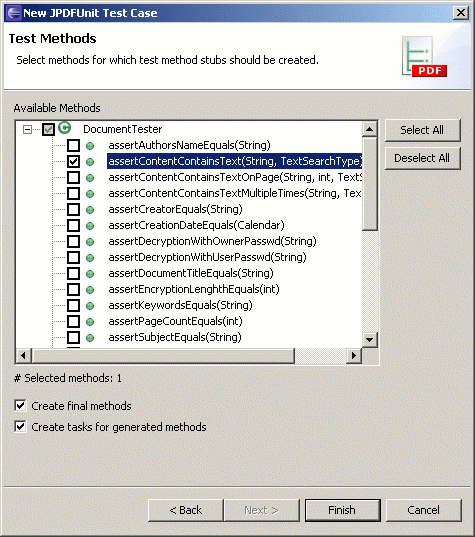 New JPDFUnit Test Case
Test Methods
Select methods for which test method stubs should be created.
PDF
Available Methods
DocumentTester
assertAuthorsNameEquals(String)
assertContentContainsText(String, TextSearchType)
assertContentContainsTextOnPage(String, int, TextS
assertContentContainsTextMultipleTimes(String, Tex
assertCreatorEquals(String)
assertCreationDateEquals(Calendar)
assertDecryptionWithOwnerPasswd(String)
assertDecryptionWithUserPasswd(String)
assertDocumentTitleEquals(String)
assertEncryptionLenghthEquals(int)
assertKeywordsEquals(String)
assertPageCountEquals(int)
assertSubjectEquals(String)
Select All
Deselect All
# Selected methods: 1
Create final methods
Create tasks for generated methods
< Back
Next >
Finish
Cancel